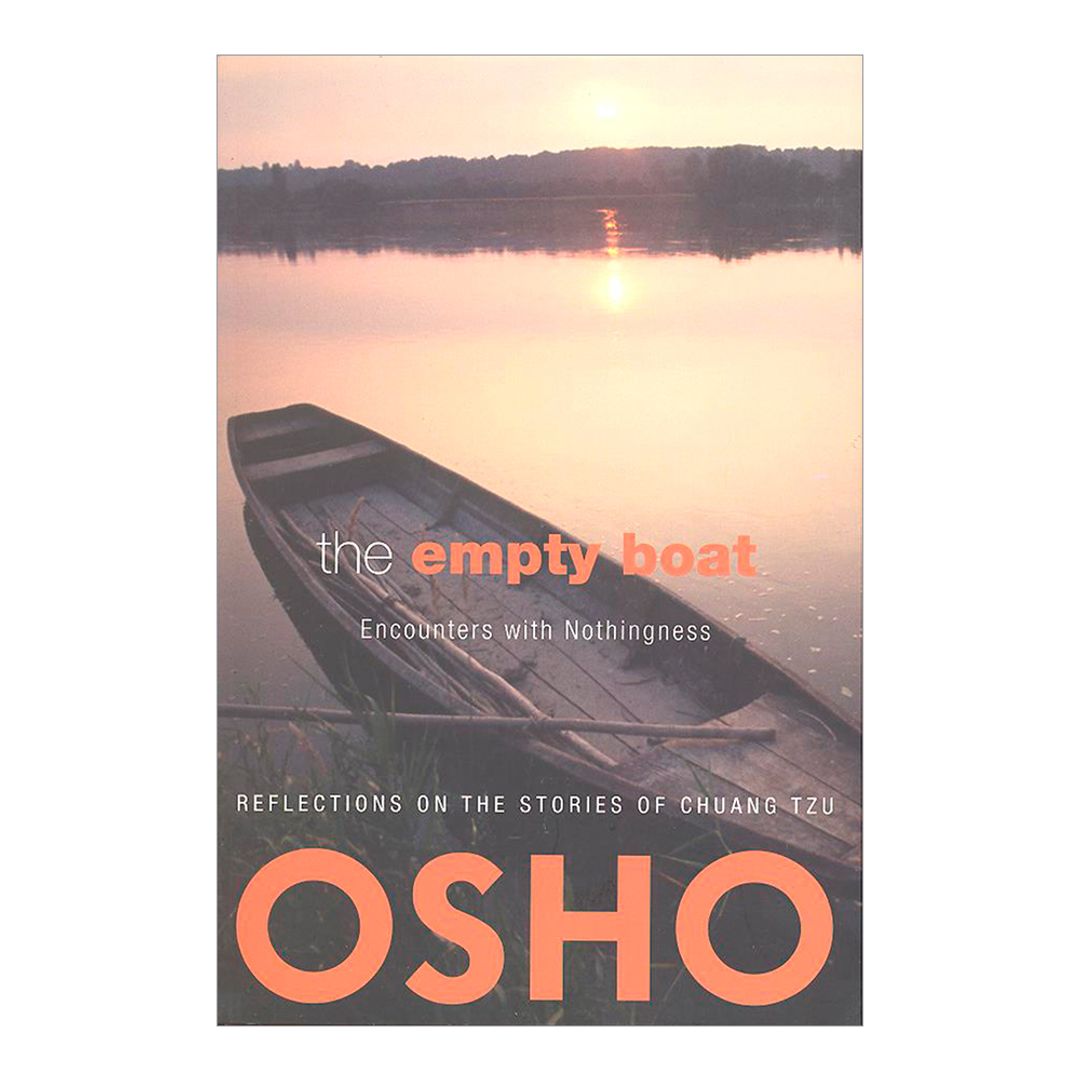 the empty boat
Encounters with Nothingness
REFLECTIONS ON THE STORIES OF CHUANG TZU
OSHO